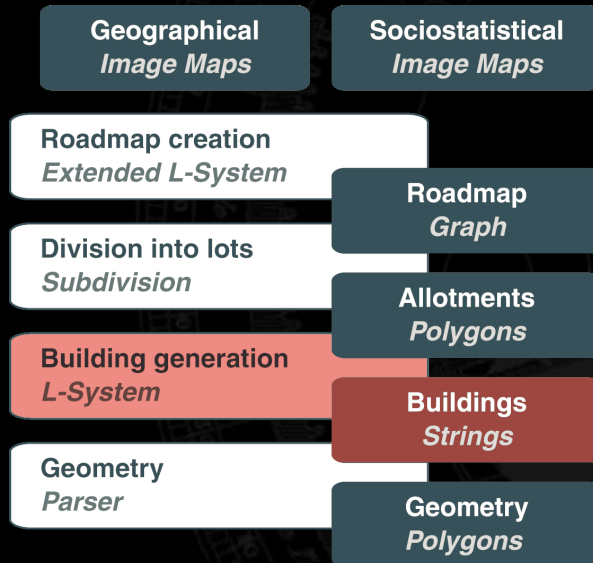 Geographical
Image Maps
Sociostatistical
Image Maps
Roadmap creation
Extended L-System
Roadmap
Graph
Division into lots
Subdivision
Allotments
Polygons
Building generation
L-System
Buildings
Strings
Geometry
Parser
Geometry
Polygons